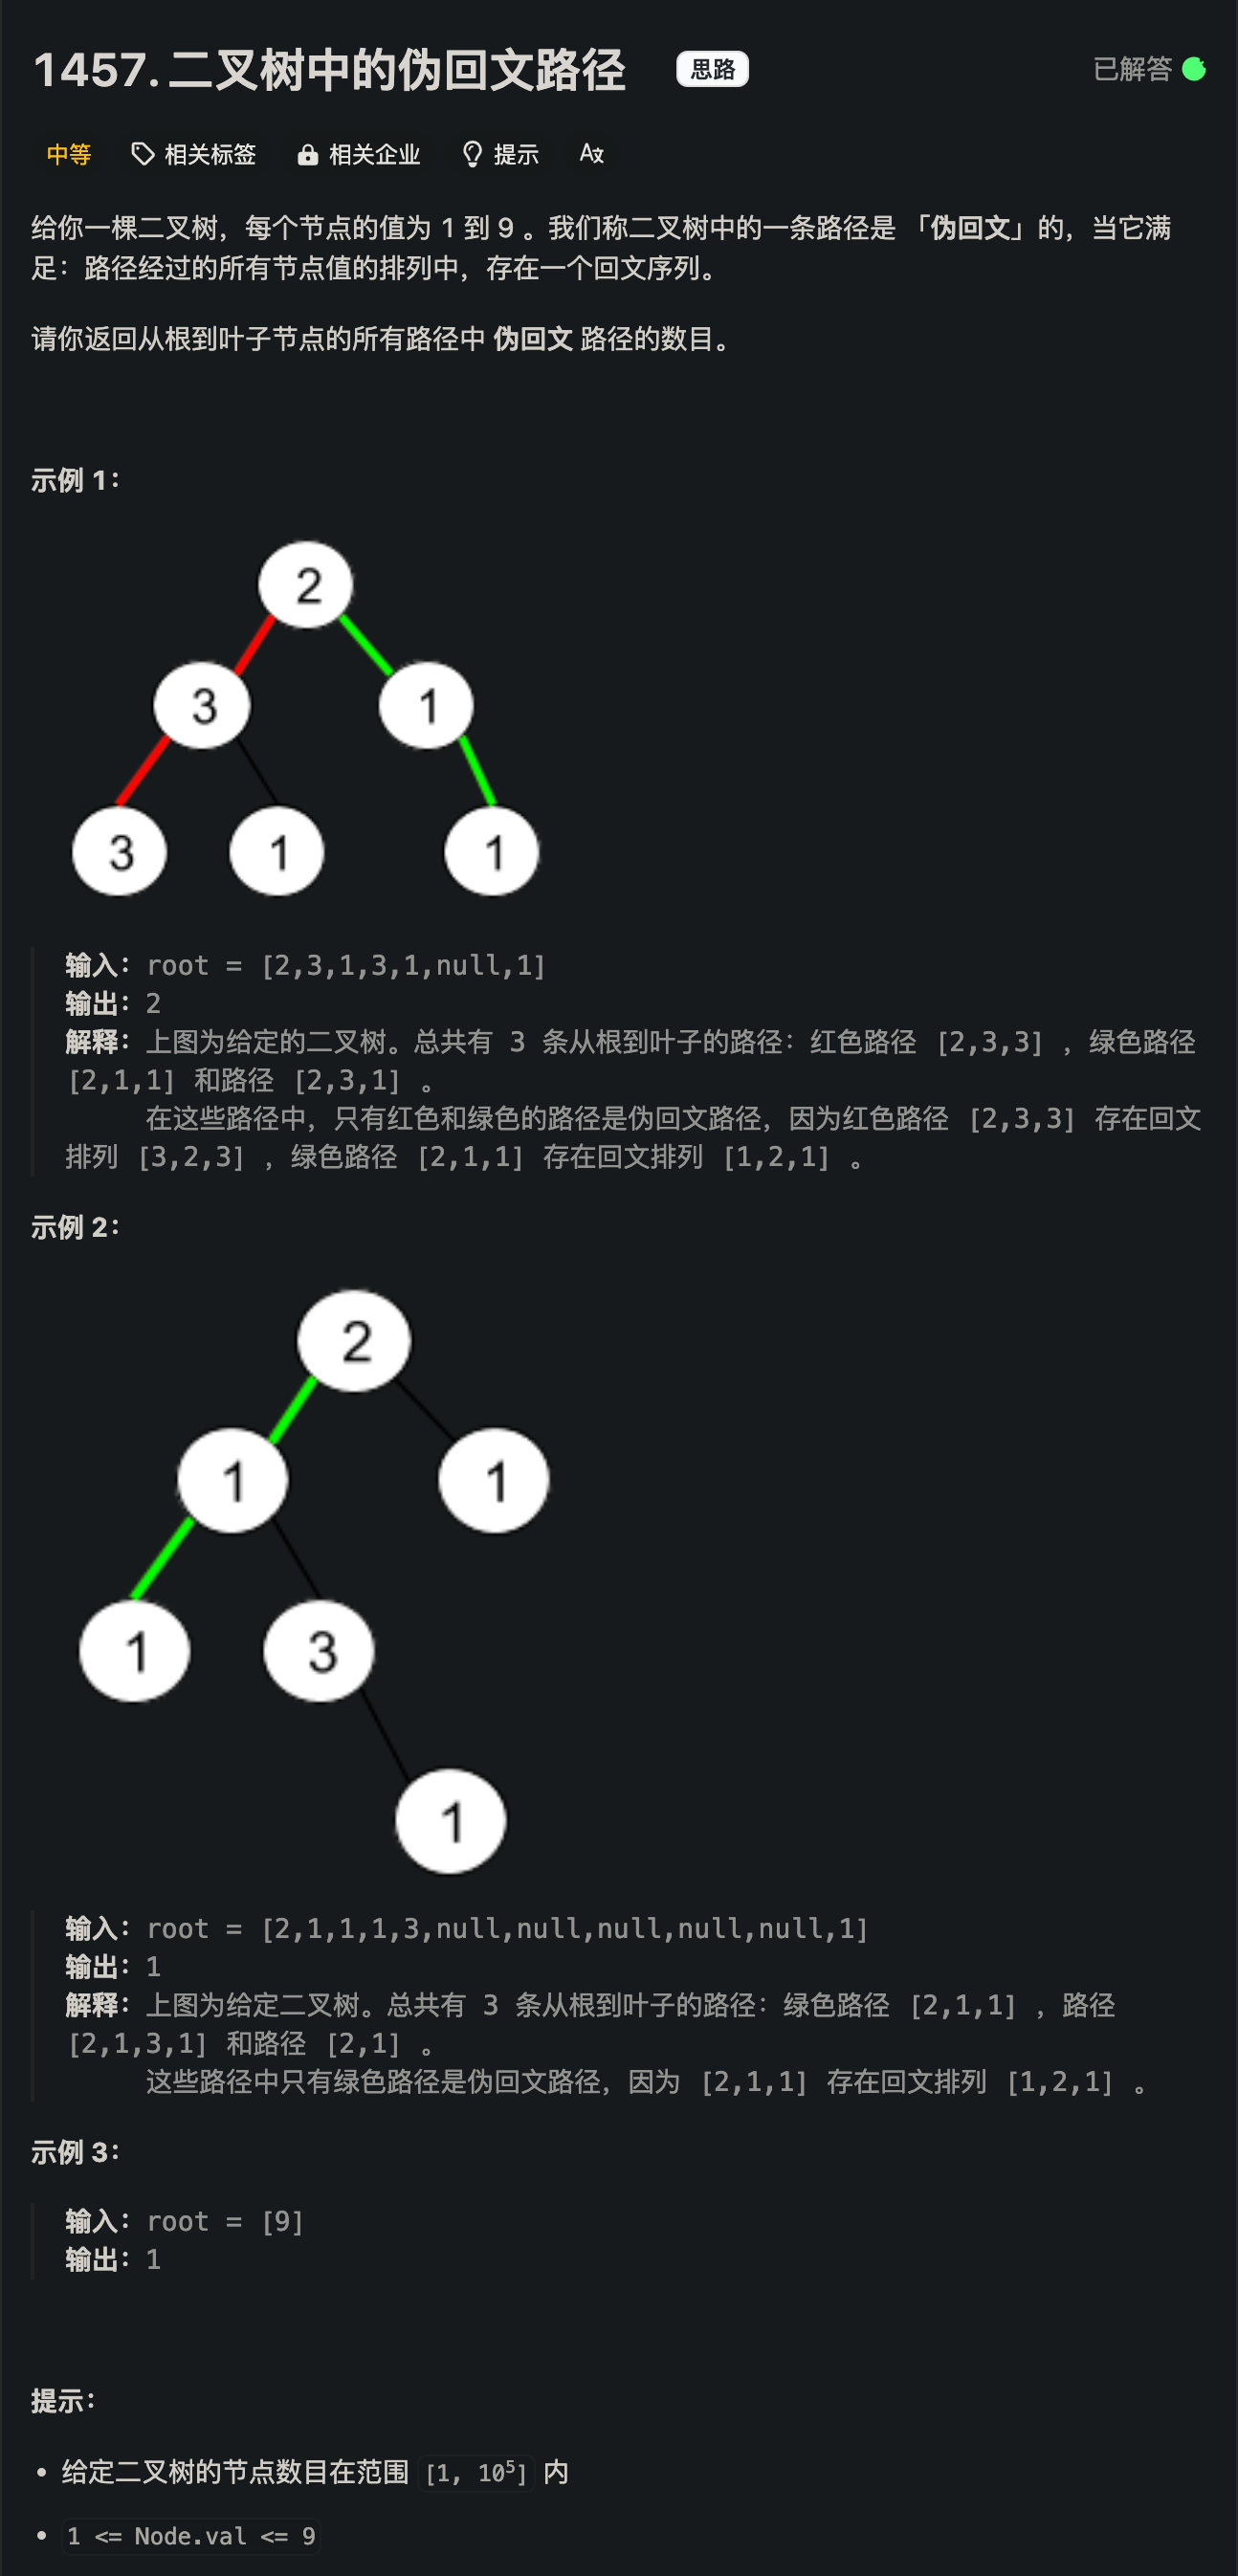 1457. 二叉树中的伪回文路径 思路 已解答
中等 相关标签 相关企业 提示 Aあ
给你一棵二叉树，每个节点的值为 1 到 9 。我们称二叉树中的一条路径是 「伪回文」的，当它满
足：路径经过的所有节点值的排列中，存在一个回文序列。
请你返回从根到叶子节点的所有路径中 伪回文 路径的数目。
示例 1：
2
3 1
3 1 1
输入：root = [2,3,1,3,1,null,1]
输出：2
解释：上图为给定的二叉树。总共有 3 条从根到叶子的路径：红色路径 [2,3,3] ，绿色路径
[2,1,1] 和路径 [2,3,1] 。
在这些路径中，只有红色和绿色的路径是伪回文路径，因为红色路径 [2,3,3] 存在回文
排列 [3,2,3] ，绿色路径 [2,1,1] 存在回文排列 [1,2,1] 。
示例 2：
2
1 1
1 3
1
输入：root = [2,1,1,1,3,null,null,null,null,null,1]
输出：1
解释：上图为给定二叉树。总共有 3 条从根到叶子的路径：绿色路径 [2,1,1] ，路径
[2,1,3,1] 和路径 [2,1] 。
这些路径中只有绿色路径是伪回文路径，因为 [2,1,1] 存在回文排列 [1,2,1] 。
示例 3：
输入：root = [9]
输出：1
提示：
• 给定二叉树的节点数目在范围 [1, 10⁵] 内
• 1 <= Node.val <= 9